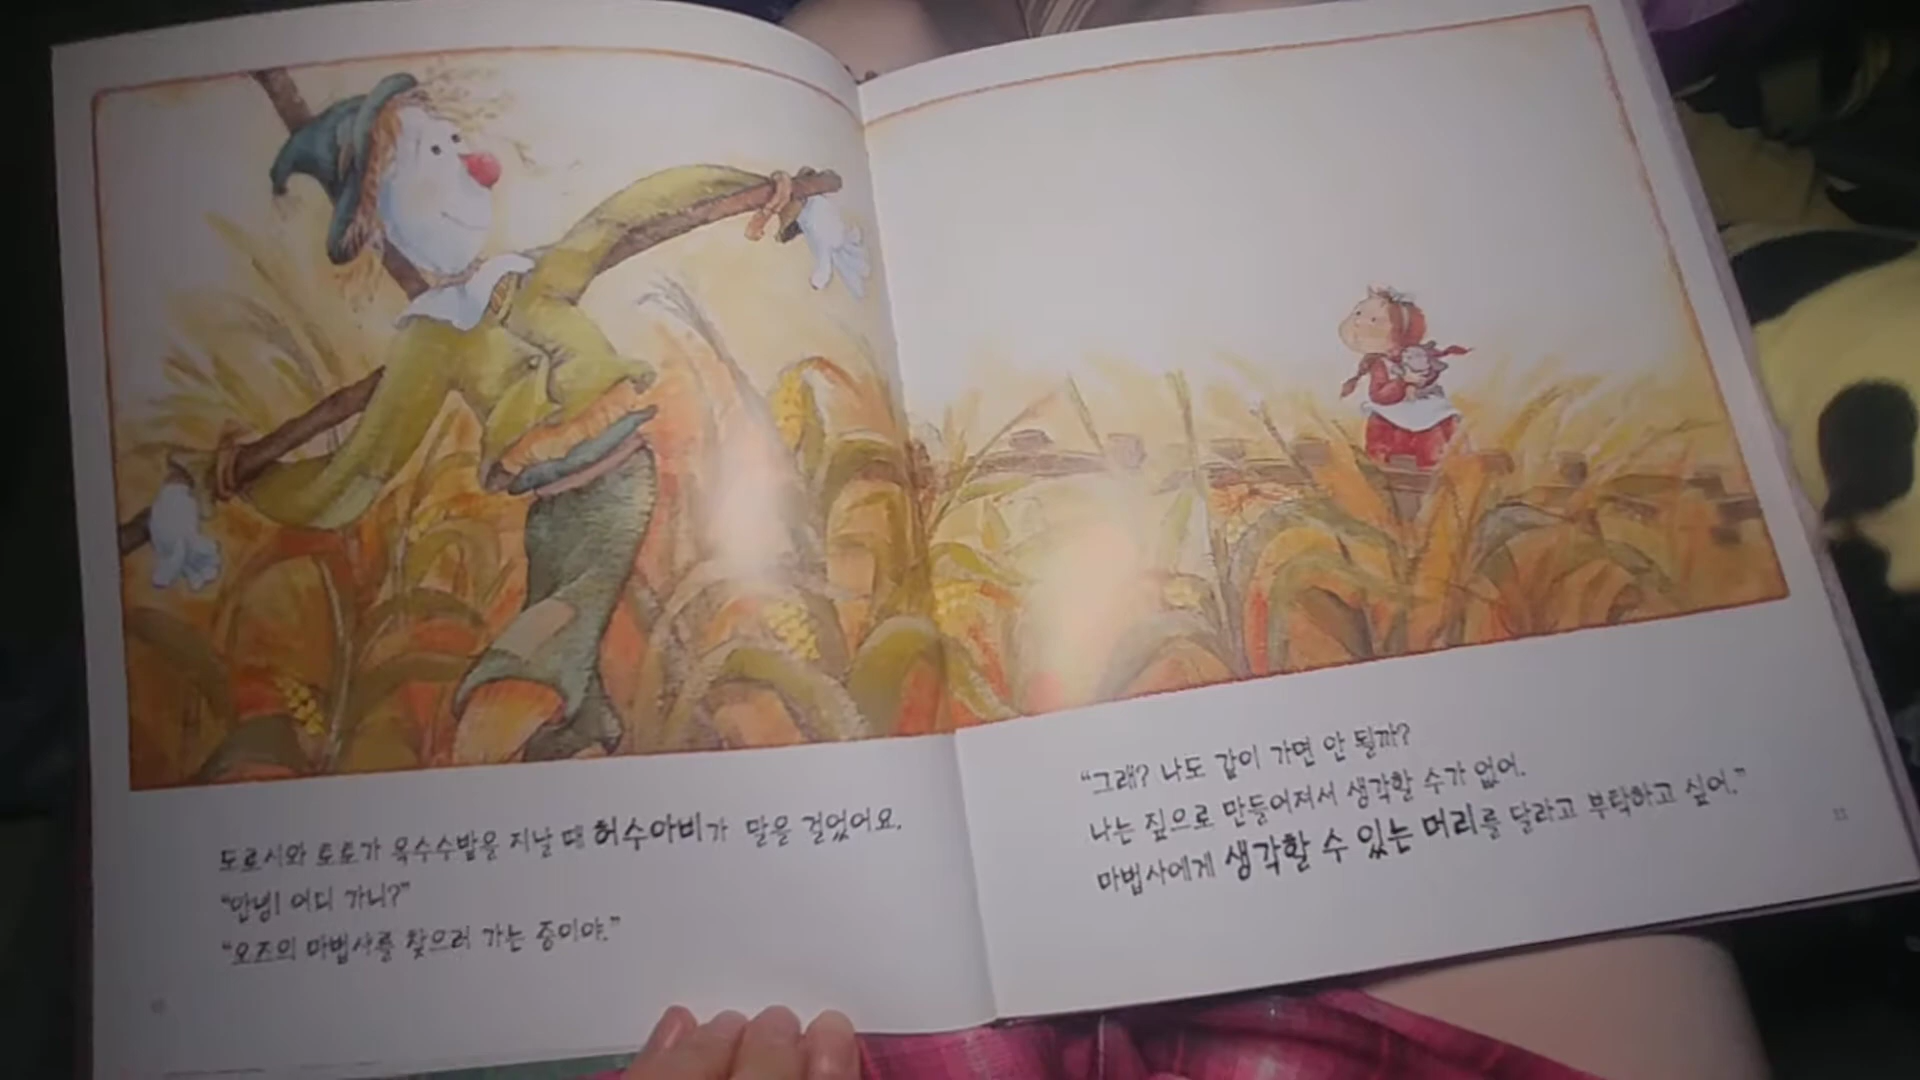 도로시와 토토가 옥수수밭을 지날 때 허수아비가 말을 걸었어요.
“안녕! 어디 가니?”
“오즈의 마법사를 찾으러 가는 중이야.”
“그래? 나도 같이 가면 안 될까?
나는 짚으로 만들어져서 생각할 수가 없어.
마법사에게 생각할 수 있는 머리를 달라고 부탁하고 싶어.”